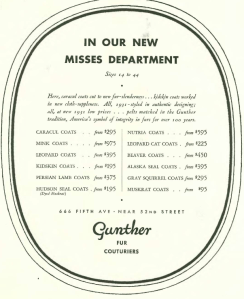 IN OUR NEW
MISSES DEPARTMENT
Sizes 14 to 44
Here, caracul coats cut to new fur-slenderness... kidskin coats worked
to new cloth-suppleness. All, 1931-styled in authentic designing;
all, at new 1931 low prices... pelts matched in the Gunther
tradition, America's symbol of integrity in furs for over 100 years.
CARACUL COATS . . from $295
MINK COATS . . . . from $975
LEOPARD COATS . . . from $395
KIDSKIN COATS . . . from $295
PERSIAN LAMB COATS . from $375
HUDSON SEAL COATS . from $195
(Dyed Muskrat)
NUTRIA COATS . . . from $395
LEOPARD CAT COATS . from $225
BEAVER COATS . . . from $450
ALASKA SEAL COATS . from $395
GRAY SQUIRREL COATS . from $295
MUSKRAT COATS . . . from $95
666 FIFTH AVE · NEAR 52ND STREET
Gunther
FUR
COUTURIERS